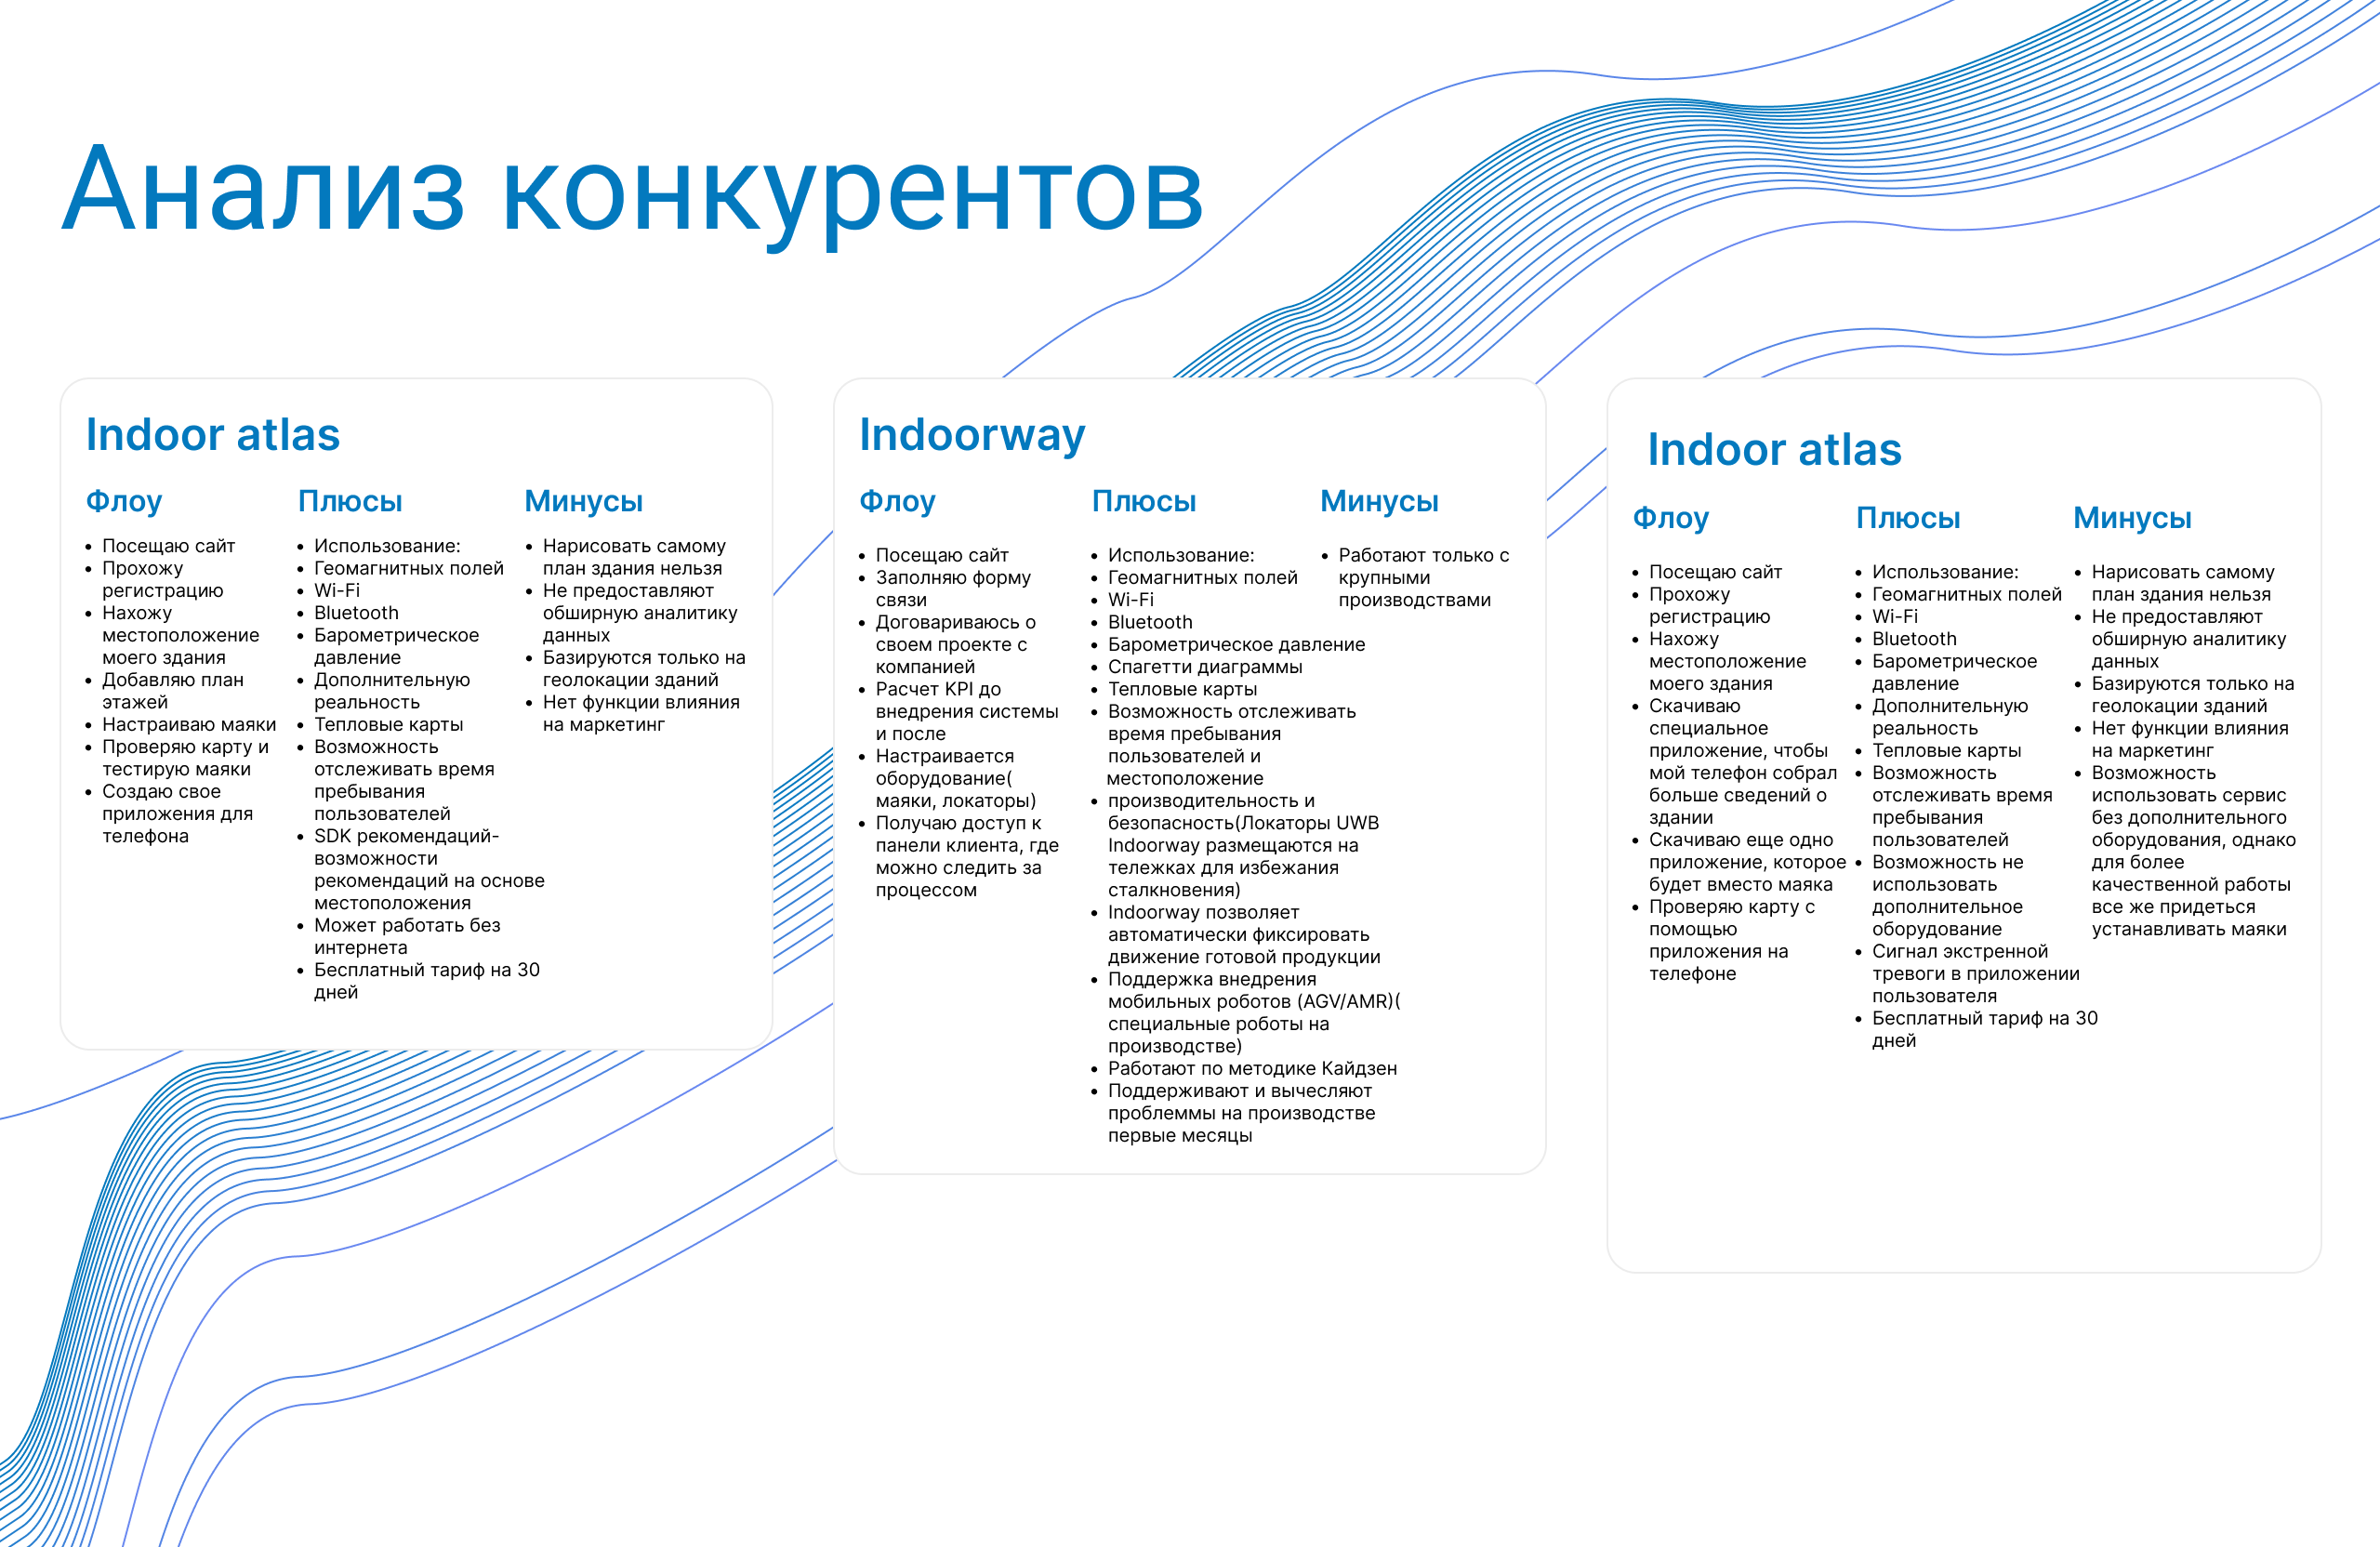 Анализ конкурентов
Indoor atlas
Флоу
• Посещаю сайт
• Прохожу
регистрацию
• Нахожу
местоположение
моего здания
• Добавляю план
этажей
• Настраиваю маяки
• Проверяю карту и
тестирую маяки
• Создаю свое
приложения для
телефона
Плюсы
• Использование:
• Геомагнитных полей
• Wi-Fi
• Bluetooth
• Барометрическое
давление
• Дополнительную
реальность
• Тепловые карты
• Возможность
отслеживать время
пребывания
пользователей
• SDK рекомендаций-
возможности
рекомендаций на основе
местоположения
• Может работать без
интернета
• Бесплатный тариф на 30
дней
Минусы
• Нарисовать самому
план здания нельзя
• Не предоставляют
обширную аналитику
данных
• Базируются только на
геолокации зданий
• Нет функции влияния
на маркетинг
Indoorway
Флоу
• Посещаю сайт
• Заполняю форму
связи
• Договариваюсь о
своем проекте с
компанией
• Расчет KPI до
внедрения системы
и после
• Настраивается
оборудование(
маяки, локаторы)
• Получаю доступ к
панели клиента, где
можно следить за
процессом
Плюсы
• Использование:
• Геомагнитных полей
• Wi-Fi
• Bluetooth
• Барометрическое давление
• Спагетти диаграммы
• Тепловые карты
• Возможность отслеживать
время пребывания
пользователей и
местоположение
• производительность и
безопасность(Локаторы UWB
Indoorway размещаются на
тележках для избежания
сталкновения)
• Indoorway позволяет
автоматически фиксировать
движение готовой продукции
• Поддержка внедрения
мобильных роботов (AGV/AMR)(
специальные роботы на
производстве)
• Работают по методике Кайдзен
• Поддерживают и вычесляют
проблеммы на производстве
первые месяцы
Минусы
• Работают только с
крупными
производствами
Indoor atlas
Флоу
• Посещаю сайт
• Прохожу
регистрацию
• Нахожу
местоположение
моего здания
• Скачиваю
специальное
приложение, чтобы
мой телефон собрал
больше сведений о
здании
• Скачиваю еще одно
приложение, которое
будет вместо маяка
• Проверяю карту с
помощью
приложения на
телефоне
Плюсы
• Использование:
• Геомагнитных полей
• Wi-Fi
• Bluetooth
• Барометрическое
давление
• Дополнительную
реальность
• Тепловые карты
• Возможность
отслеживать время
пребывания
пользователей
• Возможность не
использовать
дополнительное
оборудование
• Сигнал экстренной
тревоги в приложении
пользователя
• Бесплатный тариф на 30
дней
Минусы
• Нарисовать самому
план здания нельзя
• Не предоставляют
обширную аналитику
данных
• Базируются только на
геолокации зданий
• Нет функции влияния
на маркетинг
• Возможность
использовать сервис
без дополнительного
оборудования, однако
для более
качественной работы
все же придеться
устанавливать маяки